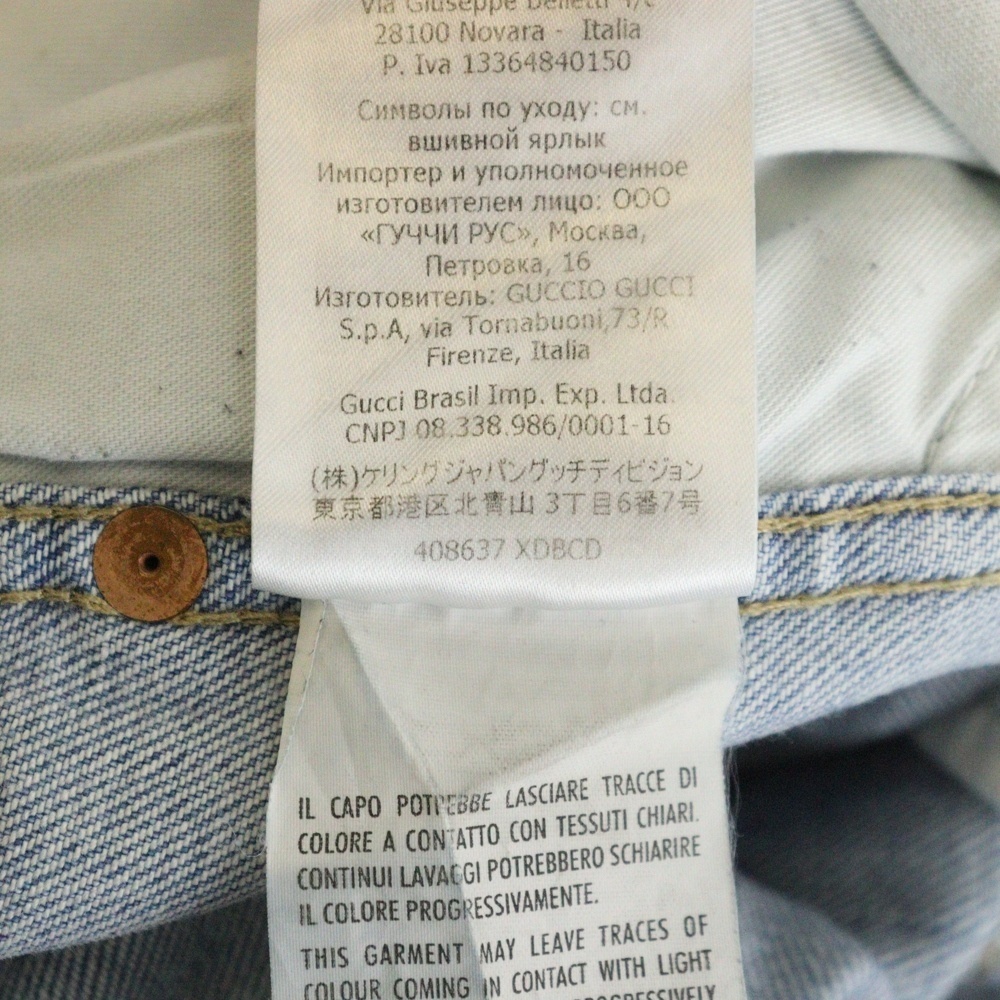 Via Giuseppe Belletti 4/c
28100 Novara - Italia
P. Iva 13364840150
Символы по уходу: см.
вшивной ярлык
Импортер и уполномоченное
изготовителем лицо: ООО
«ГУЧЧИ РУС», Москва,
Петровка, 16
Изготовитель: GUCCIO GUCCI
S.p.A, via Tornabuoni,73/R
Firenze, Italia
Gucci Brasil Imp. Exp. Ltda.
CNPJ 08.338.986/0001-16
(株)ケリングジャパングッチディビジョン
東京都港区北青山 3丁目6番7号
408637 XDBCD
IL CAPO POTREBBE LASCIARE TRACCE DI
COLORE A CONTATTO CON TESSUTI CHIARI.
CONTINUI LAVAGGI POTREBBERO SCHIARIRE
IL COLORE PROGRESSIVAMENTE.
THIS GARMENT MAY LEAVE TRACES OF
COLOUR COMING IN CONTACT WITH LIGHT
PROGRESSIVELY